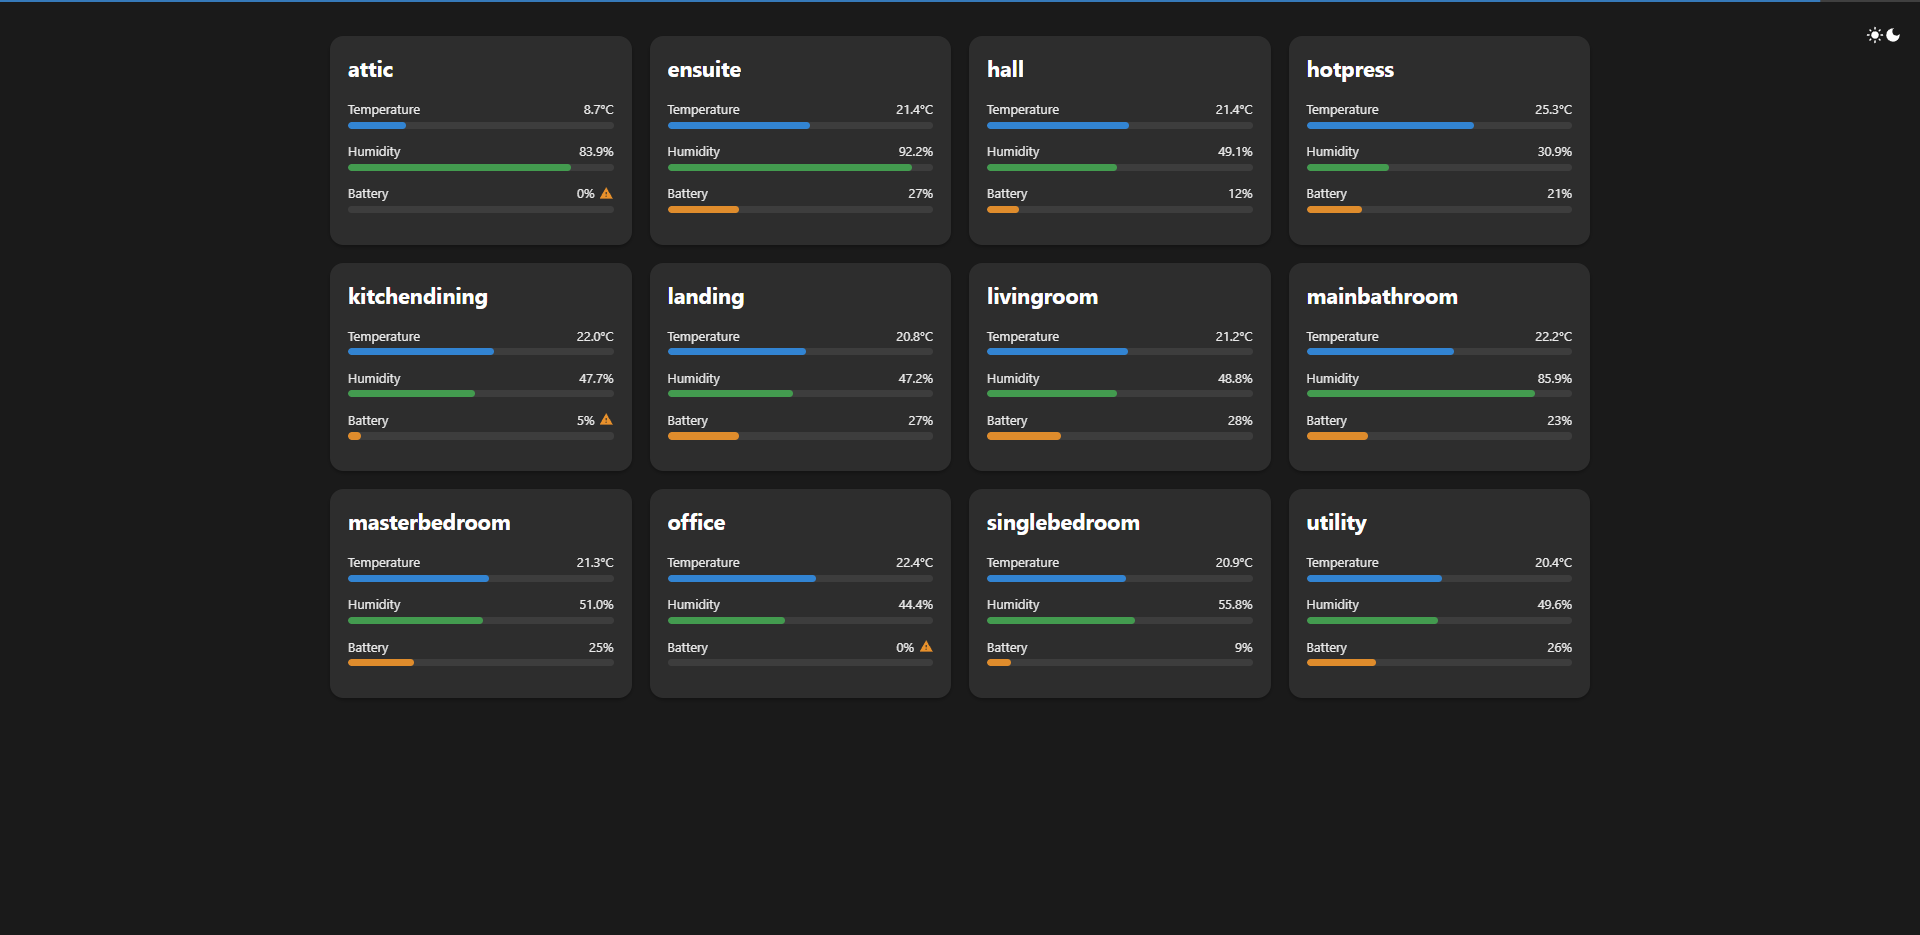 attic
Temperature 8.7°C
Humidity 83.9%
Battery 0%
ensuite
Temperature 21.4°C
Humidity 92.2%
Battery 27%
hall
Temperature 21.4°C
Humidity 49.1%
Battery 12%
hotpress
Temperature 25.3°C
Humidity 30.9%
Battery 21%
kitchendining
Temperature 22.0°C
Humidity 47.7%
Battery 5%
landing
Temperature 20.8°C
Humidity 47.2%
Battery 27%
livingroom
Temperature 21.2°C
Humidity 48.8%
Battery 28%
mainbathroom
Temperature 22.2°C
Humidity 85.9%
Battery 23%
masterbedroom
Temperature 21.3°C
Humidity 51.0%
Battery 25%
office
Temperature 22.4°C
Humidity 44.4%
Battery 0%
singlebedroom
Temperature 20.9°C
Humidity 55.8%
Battery 9%
utility
Temperature 20.4°C
Humidity 49.6%
Battery 26%